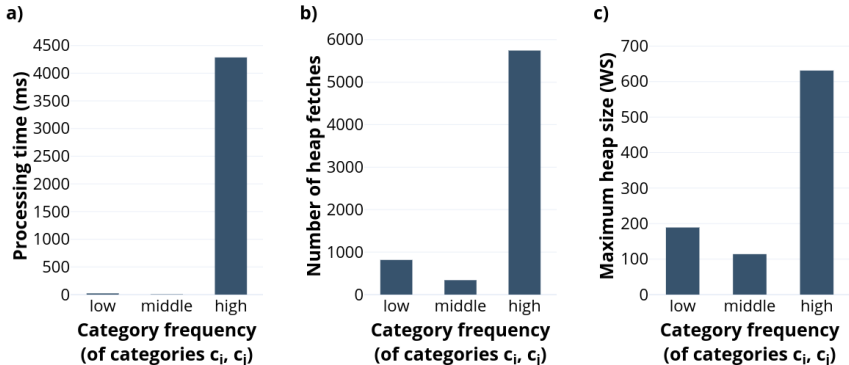 a)
Processing time (ms)
4500
4000
3500
3000
2500
2000
1500
1000
500
0
low middle high
Category frequency
(of categories cᵢ, cⱼ)
b)
Number of heap fetches
6000
5000
4000
3000
2000
1000
0
low middle high
Category frequency
(of categories cᵢ, cⱼ)
c)
Maximum heap size (WS)
700
600
500
400
300
200
100
0
low middle high
Category frequency
(of categories cᵢ, cⱼ)